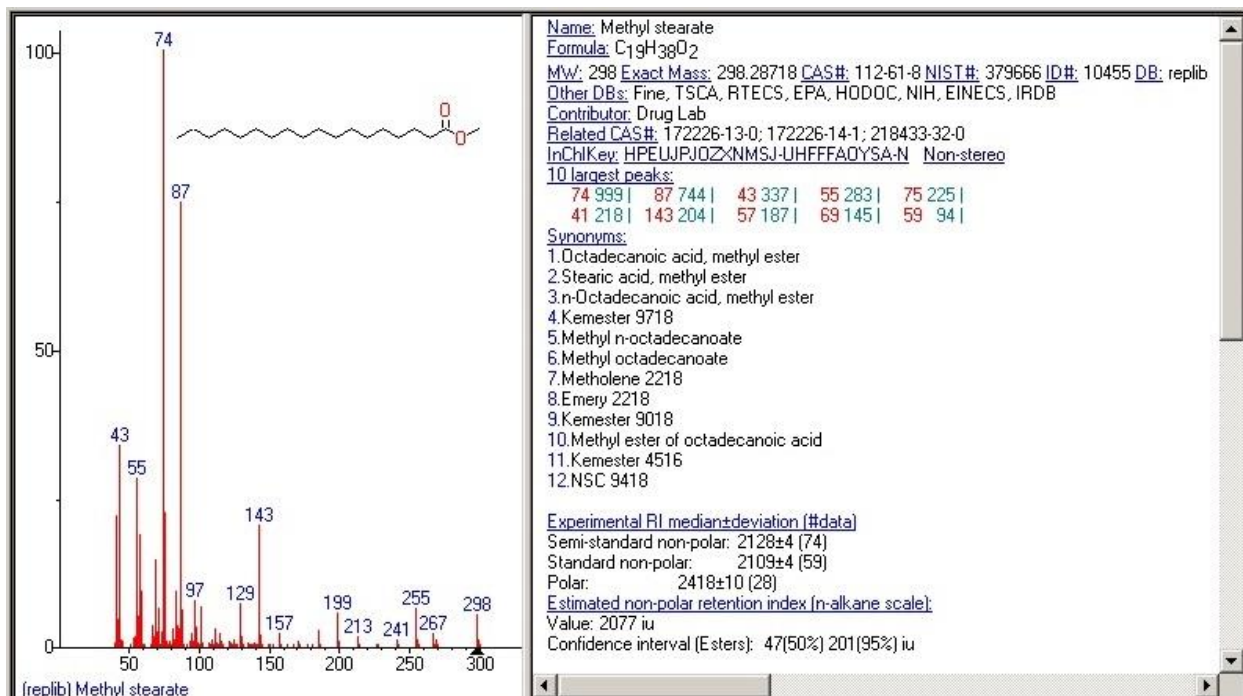 100
50
0
74
87
43
55
97
129
143
157
199
213
241
255
267
298
O
O
50 100 150 200 250 300
(replib) Methyl stearate
Name: Methyl stearate
Formula: C19H38O2
MW: 298 Exact Mass: 298.28718 CAS#: 112-61-8 NIST#: 379666 ID#: 10455 DB: replib
Other DBs: Fine, TSCA, RTECS, EPA, HODOC, NIH, EINECS, IRDB
Contributor: Drug Lab
Related CAS#: 172226-13-0; 172226-14-1; 218433-32-0
InChIKey: HPEUJPJOZXNMSJ-UHFFFAOYSA-N Non-stereo
10 largest peaks:
74 999 | 87 744 | 43 337 | 55 283 | 75 225 |
41 218 | 143 204 | 57 187 | 69 145 | 59 94 |
Synonyms:
1.Octadecanoic acid, methyl ester
2.Stearic acid, methyl ester
3.n-Octadecanoic acid, methyl ester
4.Kemester 9718
5.Methyl n-octadecanoate
6.Methyl octadecanoate
7.Metholene 2218
8.Emery 2218
9.Kemester 9018
10.Methyl ester of octadecanoic acid
11.Kemester 4516
12.NSC 9418
Experimental RI median±deviation (#data)
Semi-standard non-polar: 2128±4 (74)
Standard non-polar: 2109±4 (59)
Polar: 2418±10 (28)
Estimated non-polar retention index (n-alkane scale):
Value: 2077 iu
Confidence interval (Esters): 47(50%) 201(95%) iu